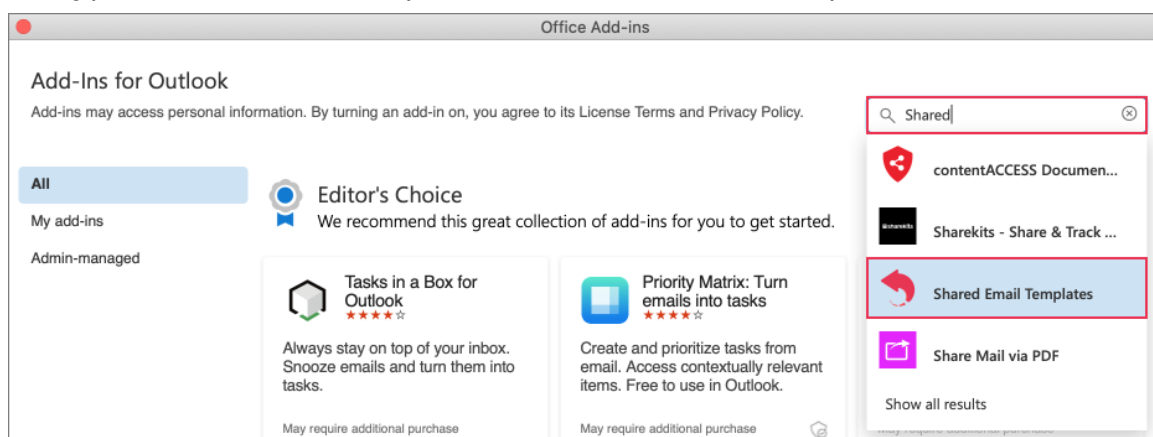 Office Add-ins
Add-Ins for Outlook
Add-ins may access personal information. By turning an add-in on, you agree to its License Terms and Privacy Policy.
Shared
contentACCESS Documen...
Sharekits - Share & Track ...
Shared Email Templates
Share Mail via PDF
Show all results
All
My add-ins
Admin-managed
Editor's Choice
We recommend this great collection of add-ins for you to get started.
Tasks in a Box for
Outlook
Always stay on top of your inbox.
Snooze emails and turn them into
tasks.
May require additional purchase
Priority Matrix: Turn
emails into tasks
Create and prioritize tasks from
email. Access contextually relevant
items. Free to use in Outlook.
May require additional purchase